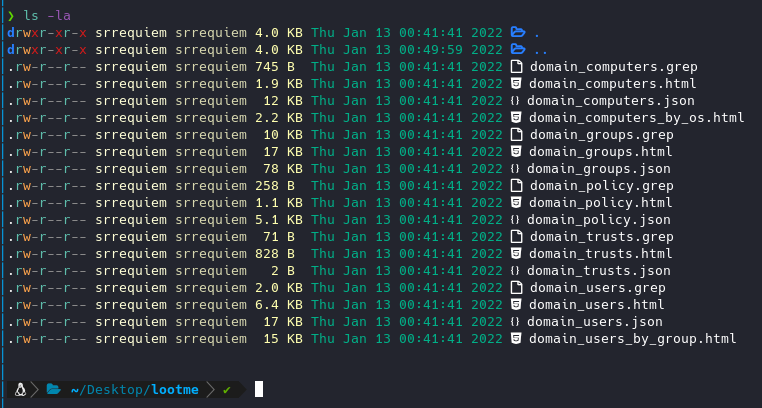 ❯ ls -la
drwxr-xr-x srrequiem srrequiem 4.0 KB Thu Jan 13 00:41:41 2022 .
drwxr-xr-x srrequiem srrequiem 4.0 KB Thu Jan 13 00:49:59 2022 ..
.rw-r--r-- srrequiem srrequiem 745 B Thu Jan 13 00:41:41 2022 domain_computers.grep
.rw-r--r-- srrequiem srrequiem 1.9 KB Thu Jan 13 00:41:41 2022 domain_computers.html
.rw-r--r-- srrequiem srrequiem 12 KB Thu Jan 13 00:41:41 2022 {} domain_computers.json
.rw-r--r-- srrequiem srrequiem 2.2 KB Thu Jan 13 00:41:41 2022 domain_computers_by_os.html
.rw-r--r-- srrequiem srrequiem 10 KB Thu Jan 13 00:41:41 2022 domain_groups.grep
.rw-r--r-- srrequiem srrequiem 17 KB Thu Jan 13 00:41:41 2022 domain_groups.html
.rw-r--r-- srrequiem srrequiem 78 KB Thu Jan 13 00:41:41 2022 {} domain_groups.json
.rw-r--r-- srrequiem srrequiem 258 B Thu Jan 13 00:41:41 2022 domain_policy.grep
.rw-r--r-- srrequiem srrequiem 1.1 KB Thu Jan 13 00:41:41 2022 domain_policy.html
.rw-r--r-- srrequiem srrequiem 5.1 KB Thu Jan 13 00:41:41 2022 {} domain_policy.json
.rw-r--r-- srrequiem srrequiem 71 B Thu Jan 13 00:41:41 2022 domain_trusts.grep
.rw-r--r-- srrequiem srrequiem 828 B Thu Jan 13 00:41:41 2022 domain_trusts.html
.rw-r--r-- srrequiem srrequiem 2 B Thu Jan 13 00:41:41 2022 {} domain_trusts.json
.rw-r--r-- srrequiem srrequiem 2.0 KB Thu Jan 13 00:41:41 2022 domain_users.grep
.rw-r--r-- srrequiem srrequiem 6.4 KB Thu Jan 13 00:41:41 2022 domain_users.html
.rw-r--r-- srrequiem srrequiem 17 KB Thu Jan 13 00:41:41 2022 {} domain_users.json
.rw-r--r-- srrequiem srrequiem 15 KB Thu Jan 13 00:41:41 2022 domain_users_by_group.html
~/Desktop/lootme ✔